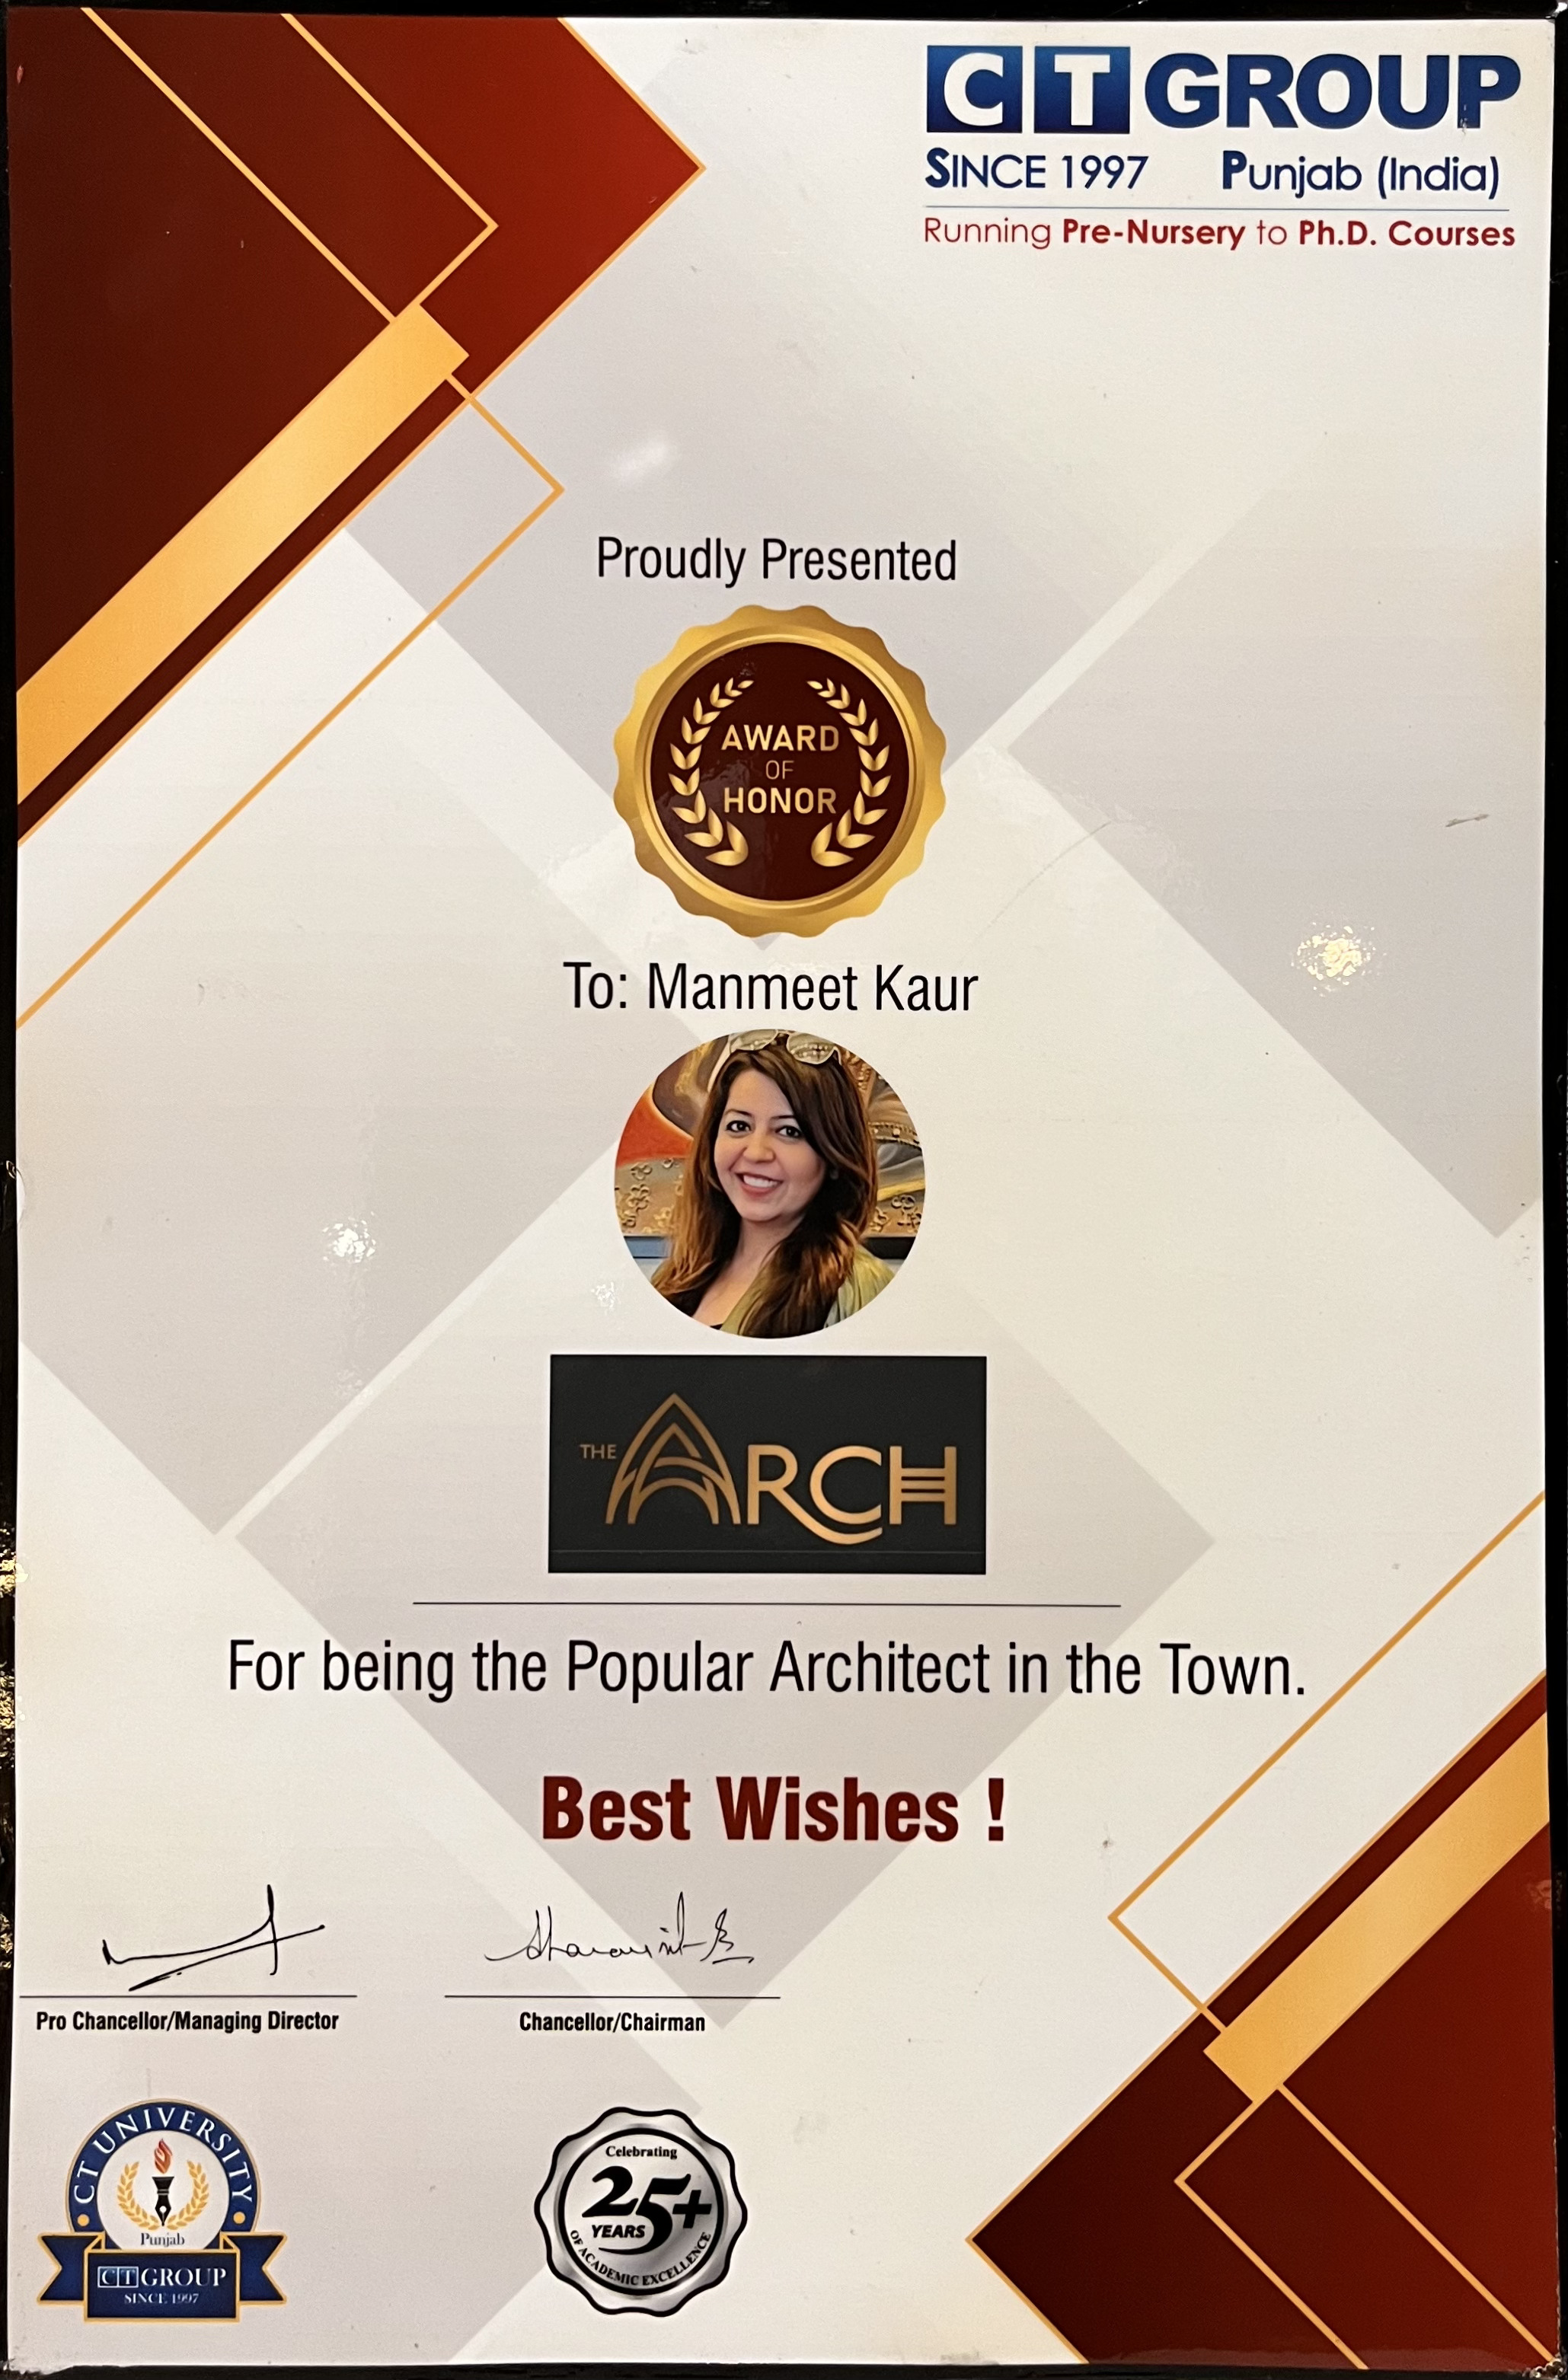 CT GROUP
SINCE 1997 Punjab (India)
Running Pre-Nursery to Ph.D. Courses
Proudly Presented
AWARD
OF
HONOR
To: Manmeet Kaur
THE ARCH
For being the Popular Architect in the Town.
Best Wishes !
Pro Chancellor/Managing Director
Chancellor/Chairman
CT UNIVERSITY
Punjab
CT GROUP
SINCE 1997
Celebrating
25+
YEARS
OF ACADEMIC EXCELLENCE